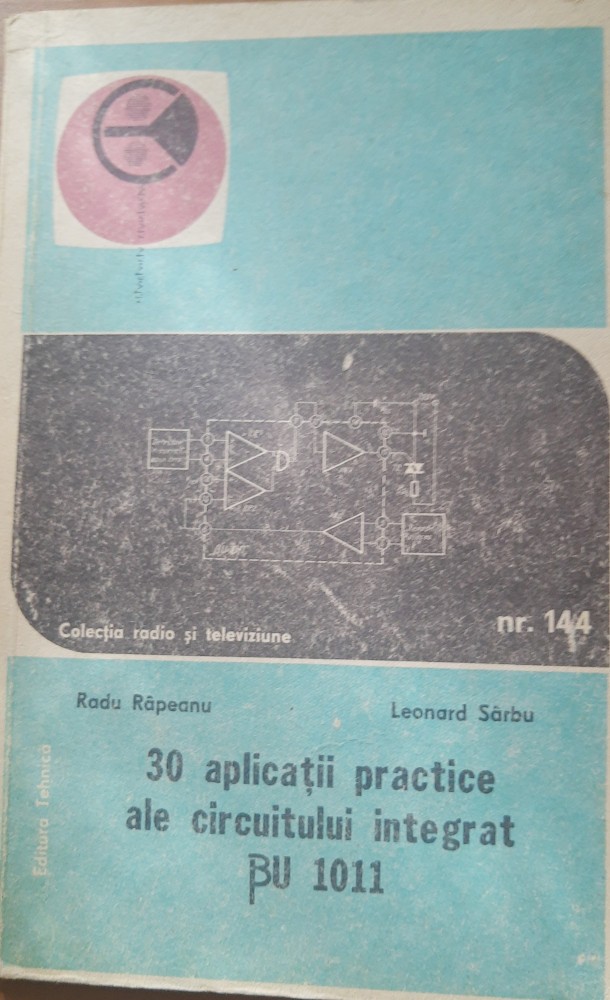 Colecția radio și televiziune
nr. 144
Radu Râpeanu
Leonard Sârbu
30 aplicații practice
ale circuitului integrat
βU 1011
Editura Tehnică